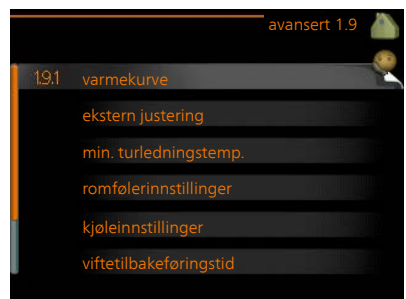 avansert 1.9
1.9.1 varmekurve
ekstern justering
min. turledningstemp.
romfølerinnstillinger
kjøleinnstillinger
viftetilbakeføringstid